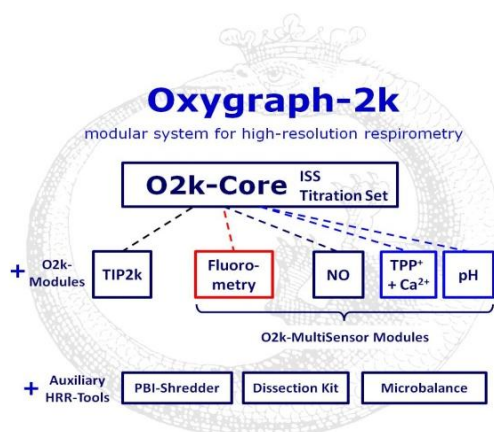 Oxygraph-2k
modular system for high-resolution respirometry
O2k-Core ISS Titration Set
+ O2k-Modules
TIP2k
Fluoro-
metry
NO
TPP⁺
+ Ca²⁺
pH
O2k-MultiSensor Modules
+ Auxiliary
HRR-Tools
PBI-Shredder
Dissection Kit
Microbalance